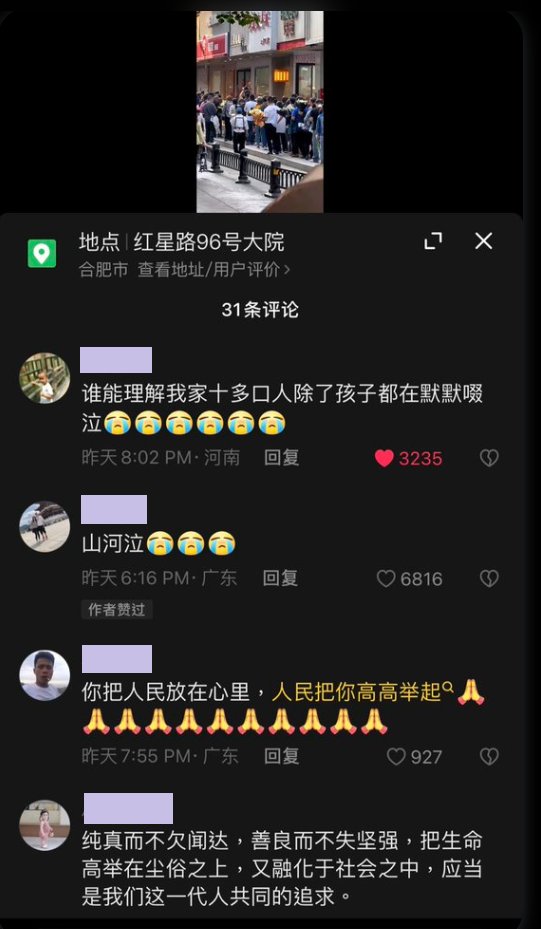 地点|红星路96号大院
合肥市 查看地址/用户评价>
31条评论
谁能理解我家十多口人除了孩子都在默默啜
泣😭😭😭😭😭😭
昨天8:02 PM·河南 回复 3235
山河泣😭😭😭
昨天6:16 PM·广东 回复 6816
作者赞过
你把人民放在心里，人民把你高高举起🙏
🙏🙏🙏🙏🙏🙏🙏🙏🙏🙏
昨天7:55 PM·广东 回复 927
纯真而不欠闻达，善良而不失坚强，把生命
高举在尘俗之上，又融化于社会之中，应当
是我们这一代人共同的追求。